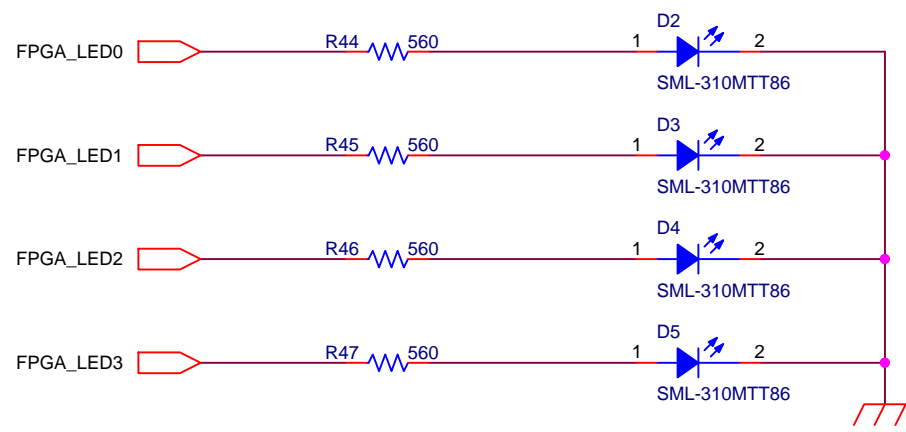 D2
FPGA_LED0 R44 560 1 2
SML-310MTT86
D3
FPGA_LED1 R45 560 1 2
SML-310MTT86
D4
FPGA_LED2 R46 560 1 2
SML-310MTT86
D5
FPGA_LED3 R47 560 1 2
SML-310MTT86